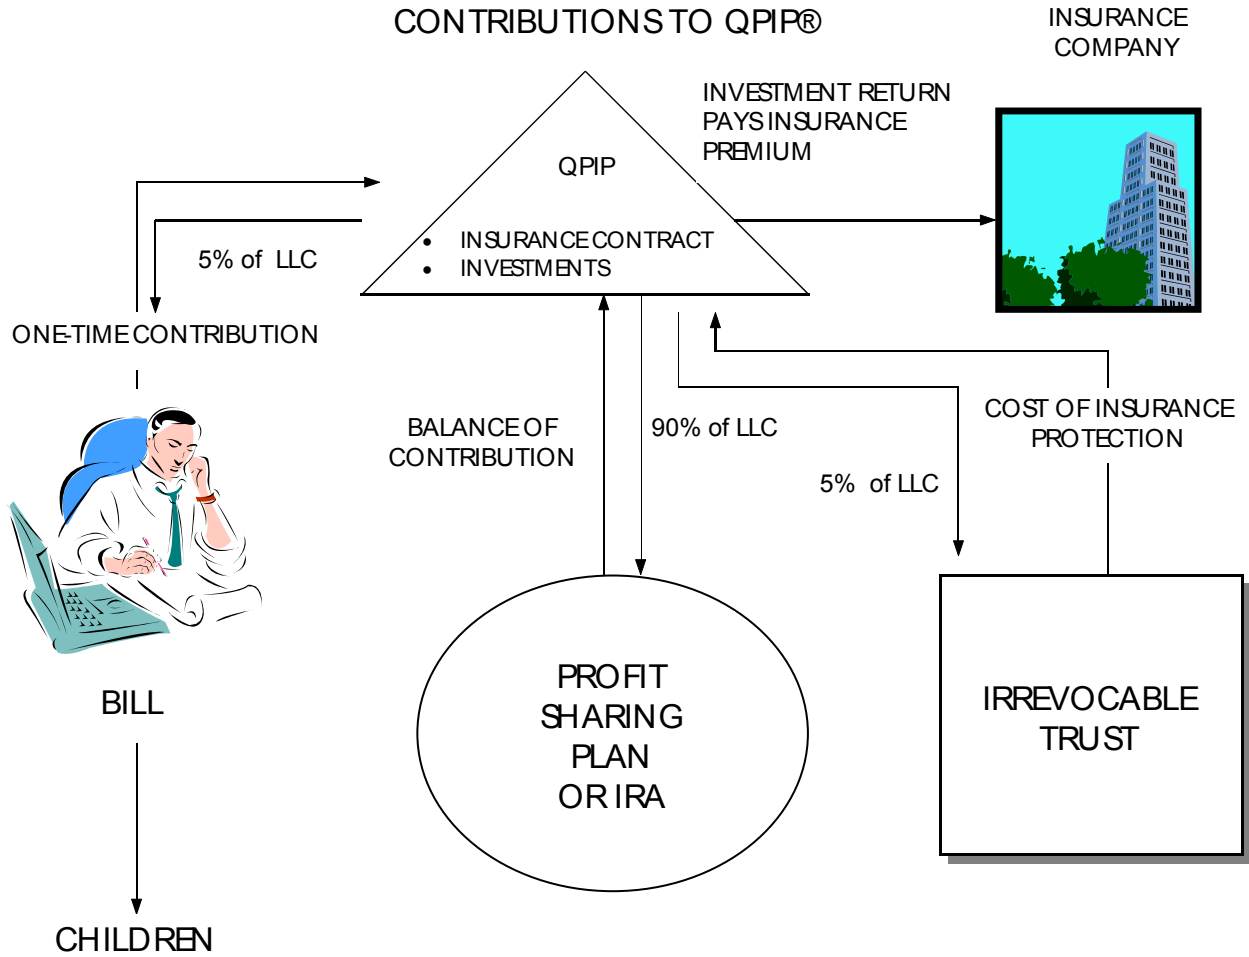 CONTRIBUTIONS TO QPIP®
INSURANCE
COMPANY
INVESTMENT RETURN
PAYS INSURANCE
PREMIUM
QPIP
• INSURANCE CONTRACT
• INVESTMENTS
5% of LLC
ONE-TIME CONTRIBUTION
BALANCE OF
CONTRIBUTION
90% of LLC
5% of LLC
COST OF INSURANCE
PROTECTION
BILL
PROFIT
SHARING
PLAN
OR IRA
IRREVOCABLE
TRUST
CHILDREN